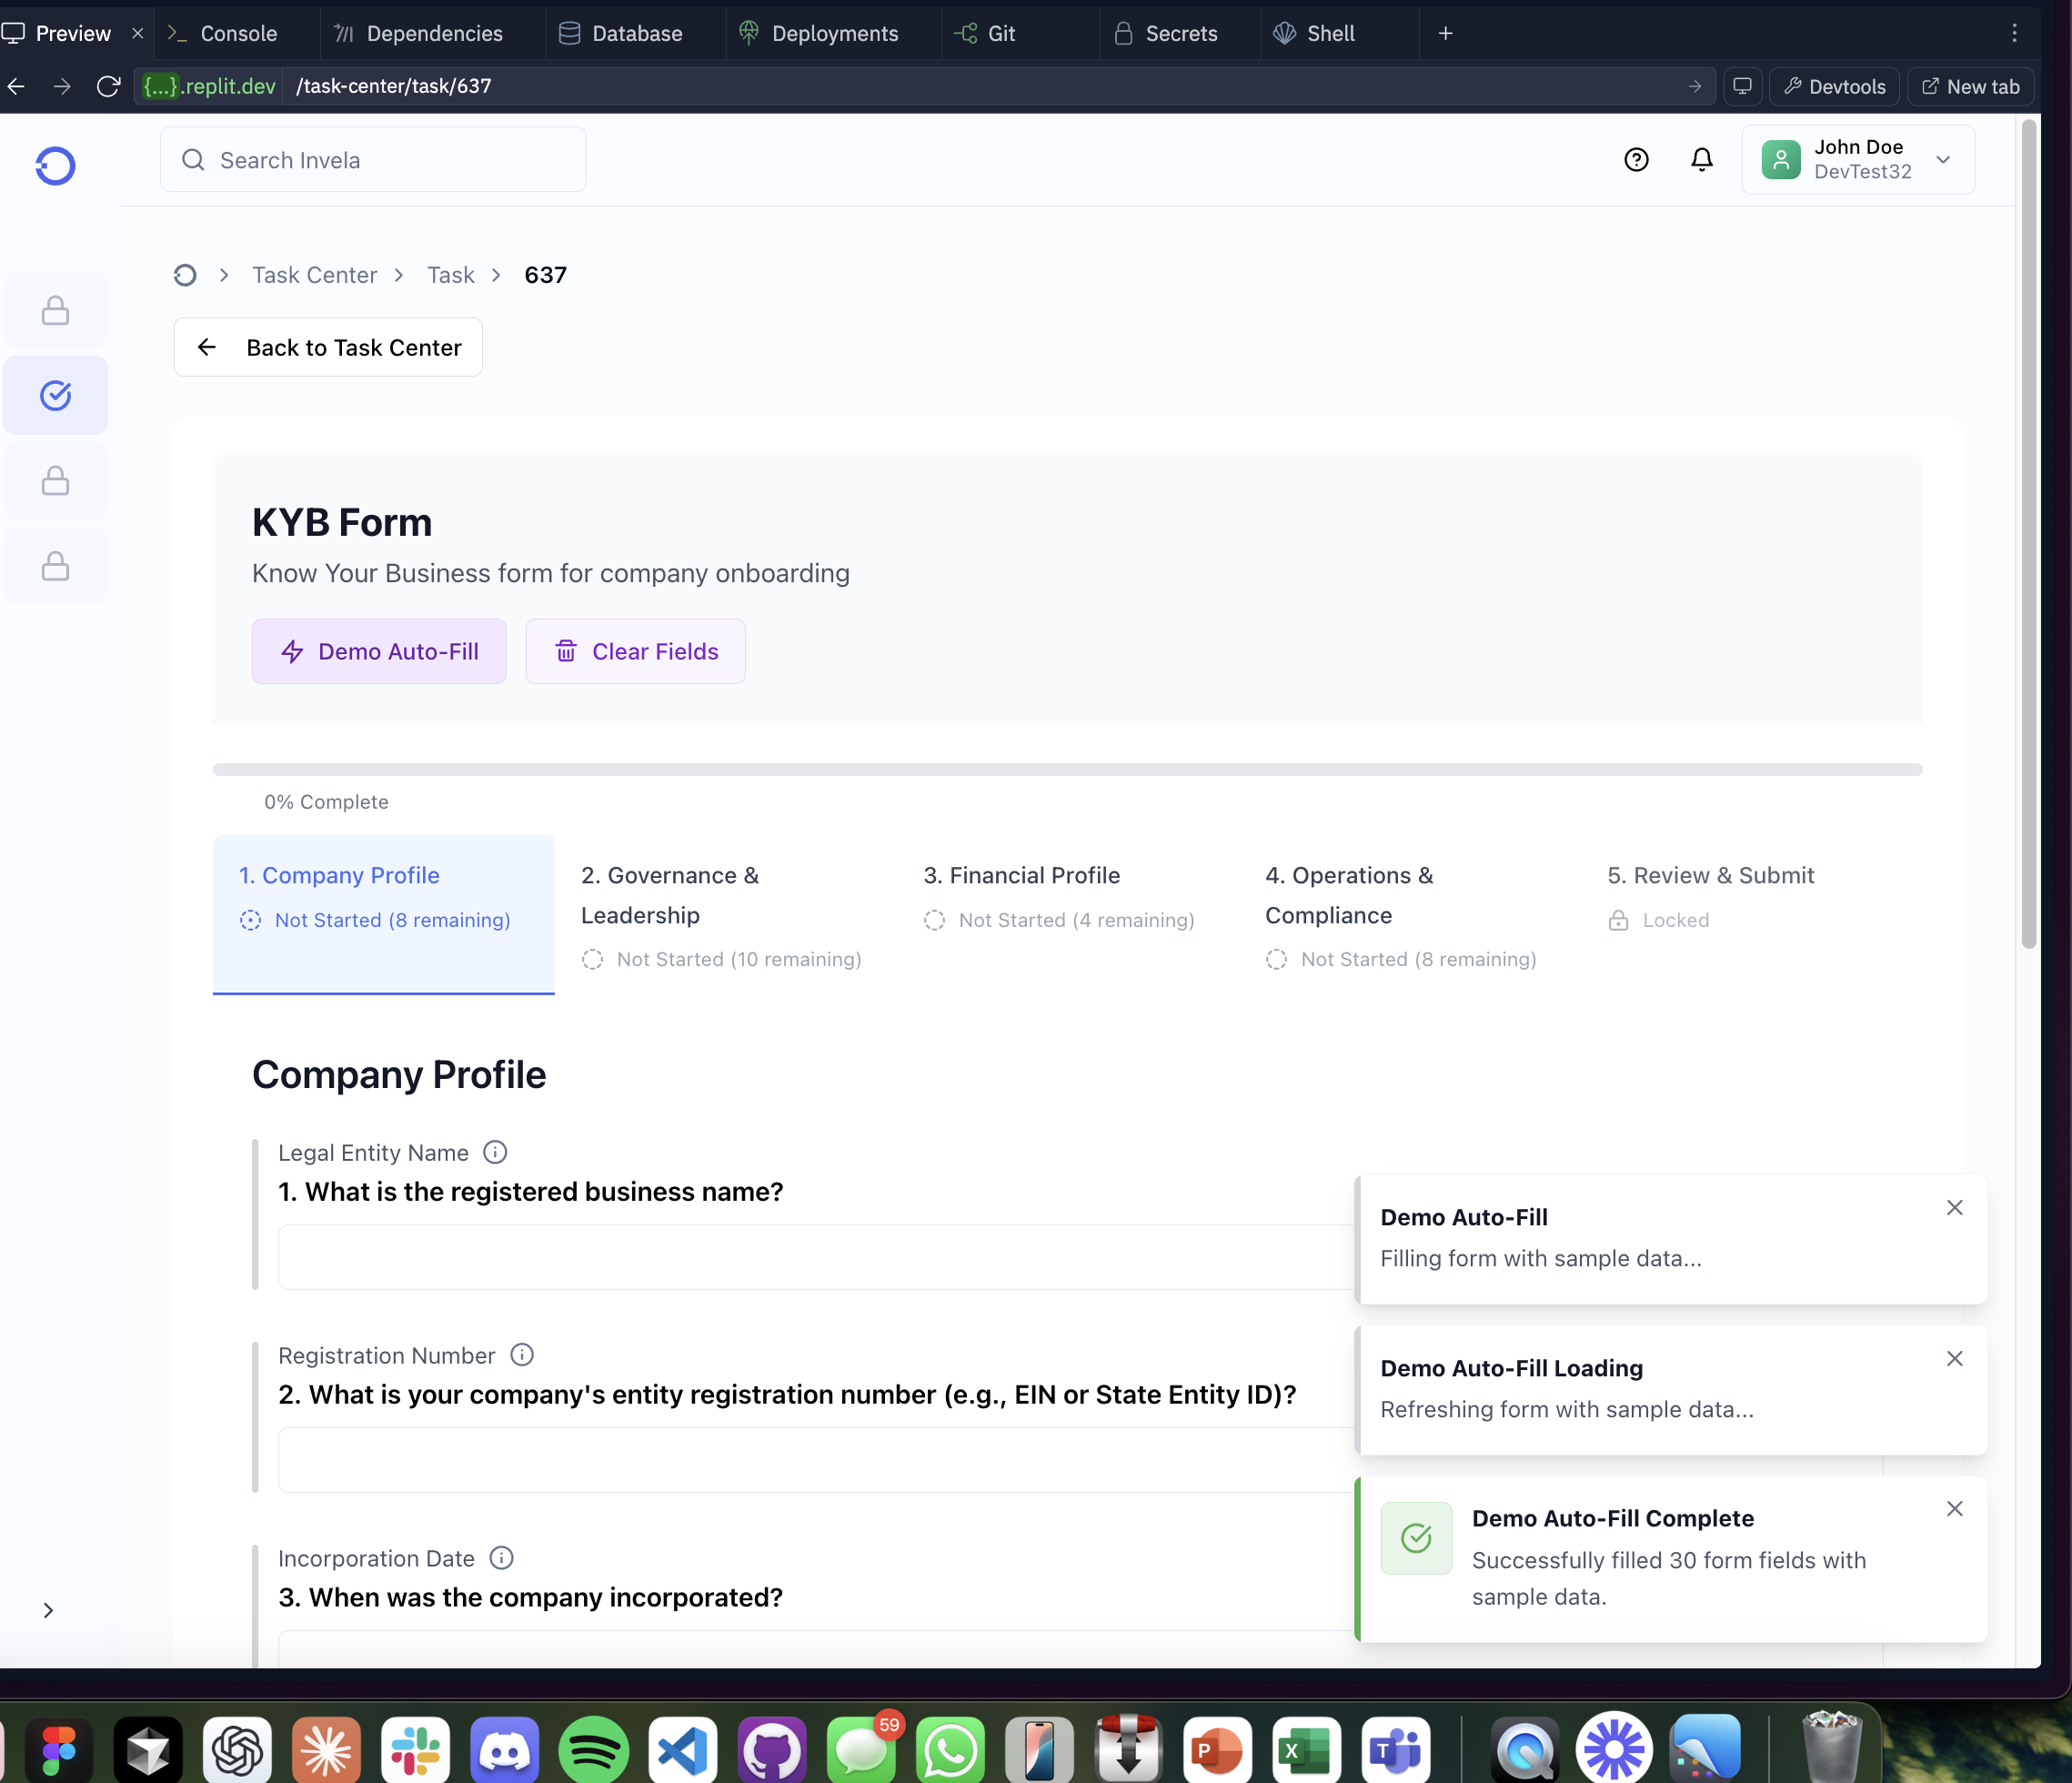 Preview
Console
Dependencies
Database
Deployments
Git
Secrets
Shell
{...}.replit.dev
/task-center/task/637
Devtools
New tab
Search Invela
John Doe
DevTest32
Task Center
Task
637
Back to Task Center
KYB Form
Know Your Business form for company onboarding
Demo Auto-Fill
Clear Fields
0% Complete
1. Company Profile
Not Started (8 remaining)
2. Governance &
Leadership
Not Started (10 remaining)
3. Financial Profile
Not Started (4 remaining)
4. Operations &
Compliance
Not Started (8 remaining)
5. Review & Submit
Locked
Company Profile
Legal Entity Name
1. What is the registered business name?
Registration Number
2. What is your company's entity registration number (e.g., EIN or State Entity ID)?
Incorporation Date
3. When was the company incorporated?
Demo Auto-Fill
Filling form with sample data...
Demo Auto-Fill Loading
Refreshing form with sample data...
Demo Auto-Fill Complete
Successfully filled 30 form fields with
sample data.
59
P
X
T